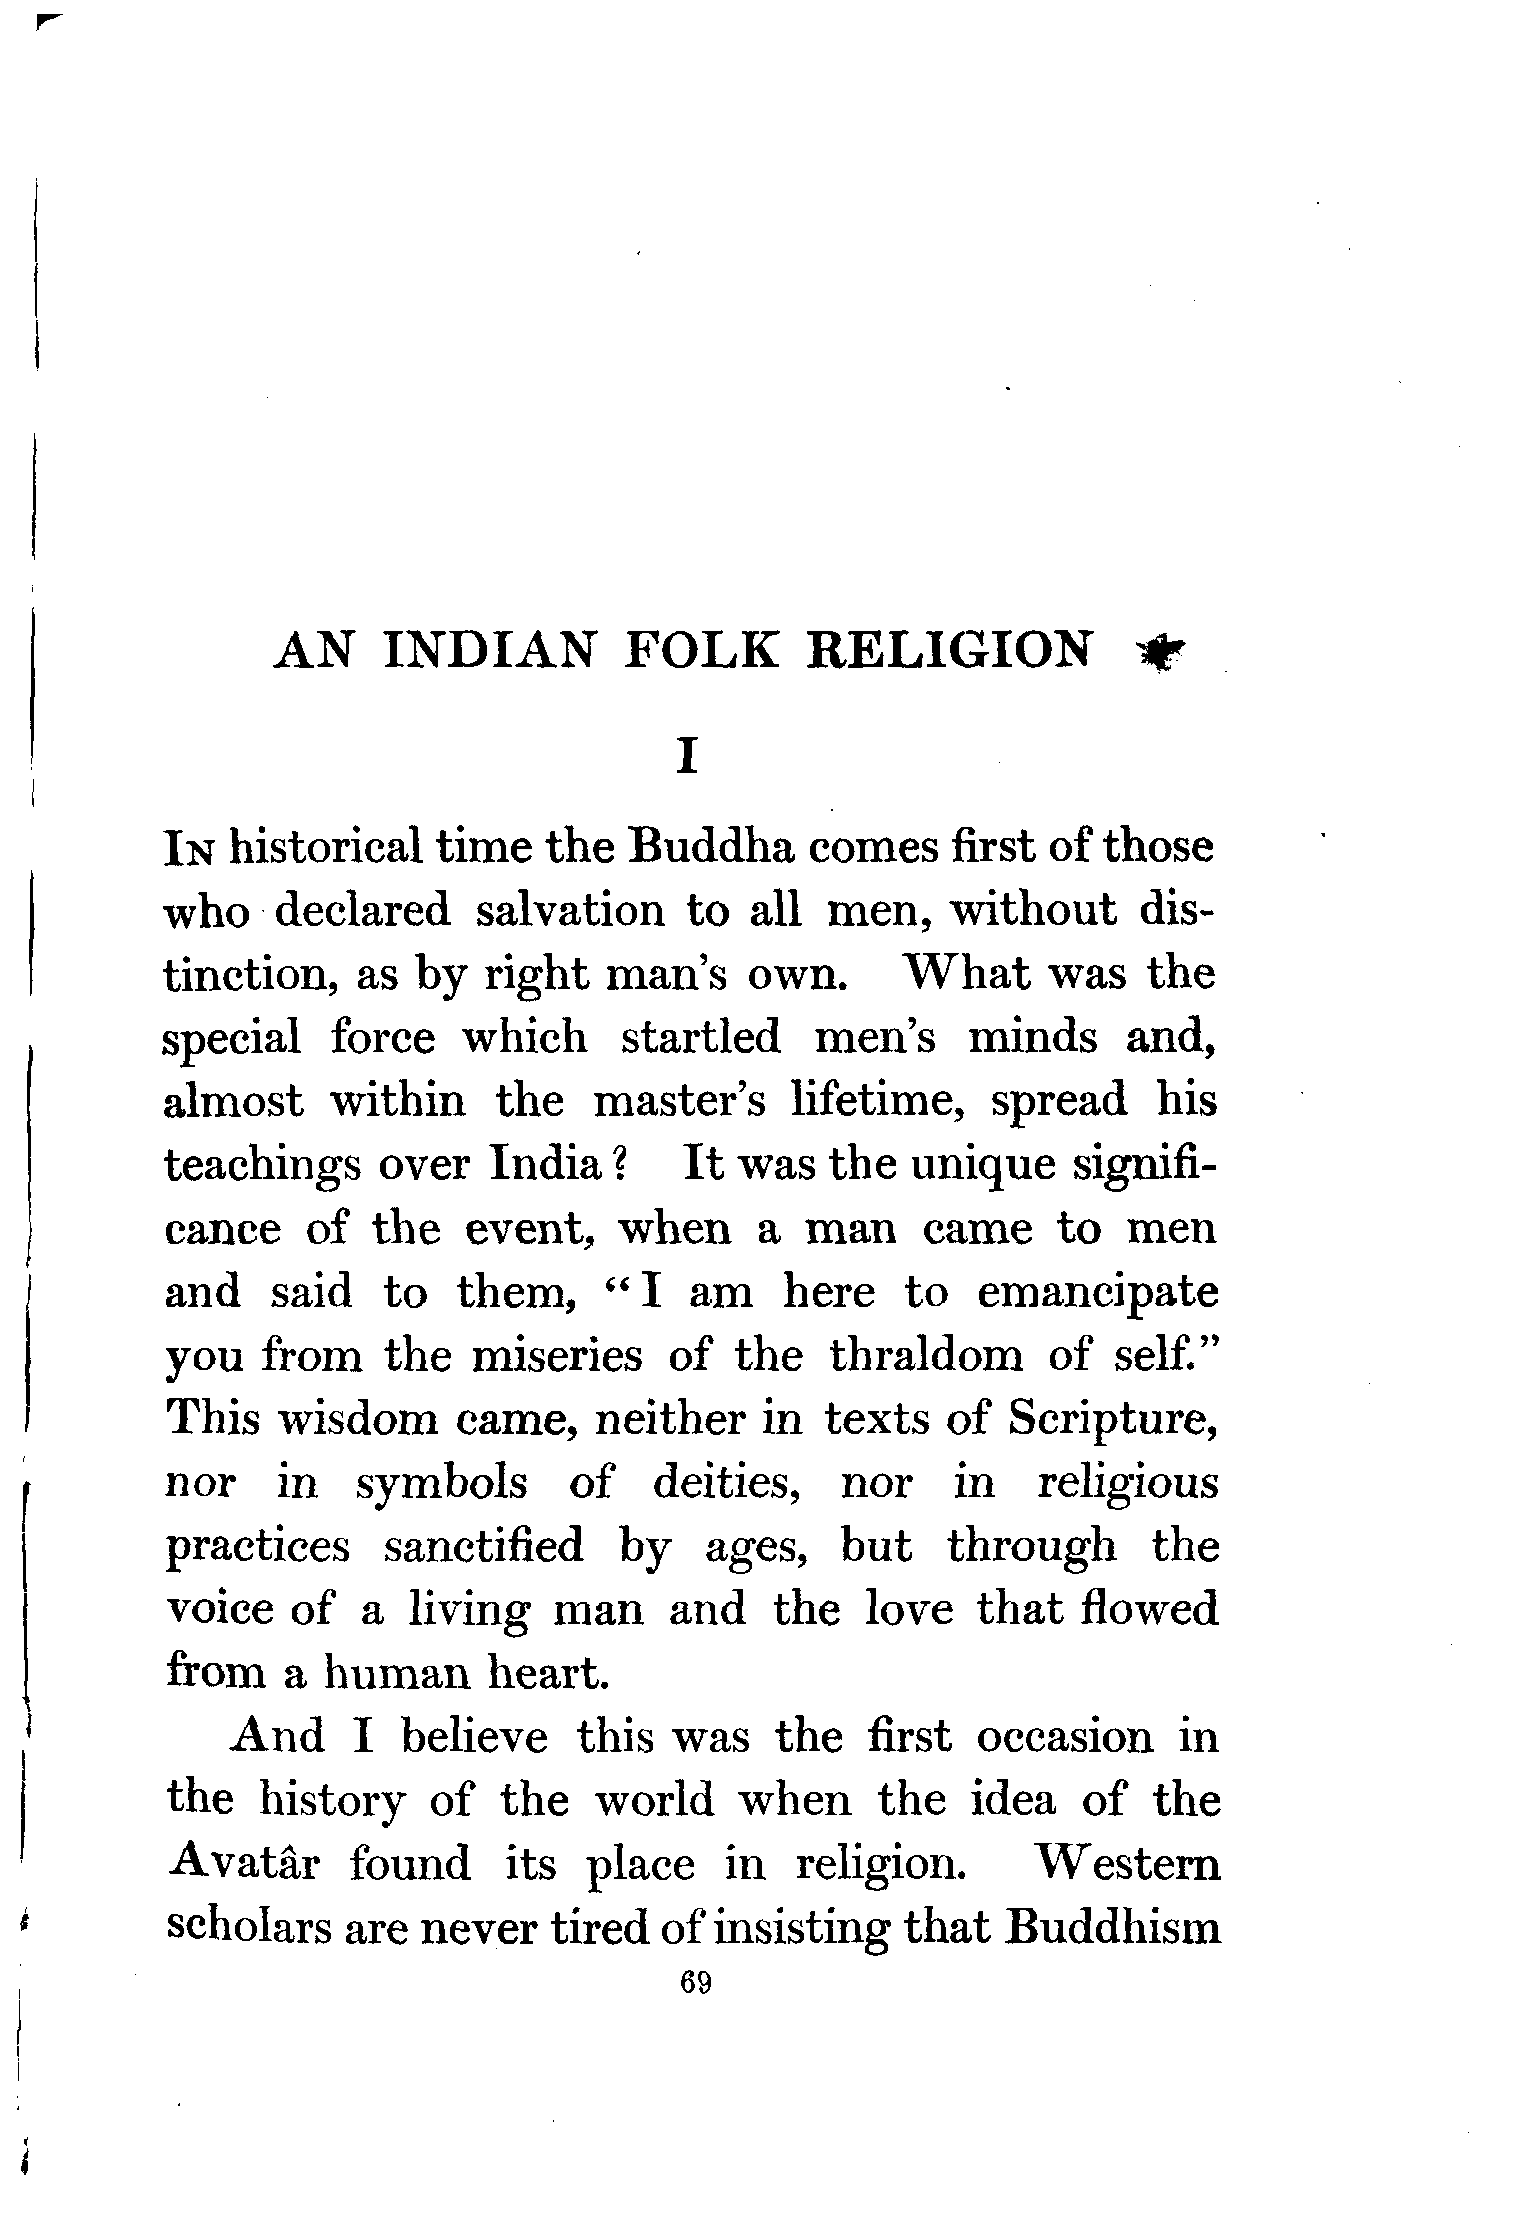 AN INDIAN FOLK RELIGION
I
IN historical time the Buddha comes first of those
who declared salvation to all men, without dis-
tinction, as by right man's own. What was the
special force which startled men's minds and,
almost within the master's lifetime, spread his
teachings over India? It was the unique signifi-
cance of the event, when a man came to men
and said to them, "I am here to emancipate
you from the miseries of the thraldom of self."
This wisdom came, neither in texts of Scripture,
nor in symbols of deities, nor in religious
practices sanctified by ages, but through the
voice of a living man and the love that flowed
from a human heart.
And I believe this was the first occasion in
the history of the world when the idea of the
Avatâr found its place in religion. Western
scholars are never tired of insisting that Buddhism
69